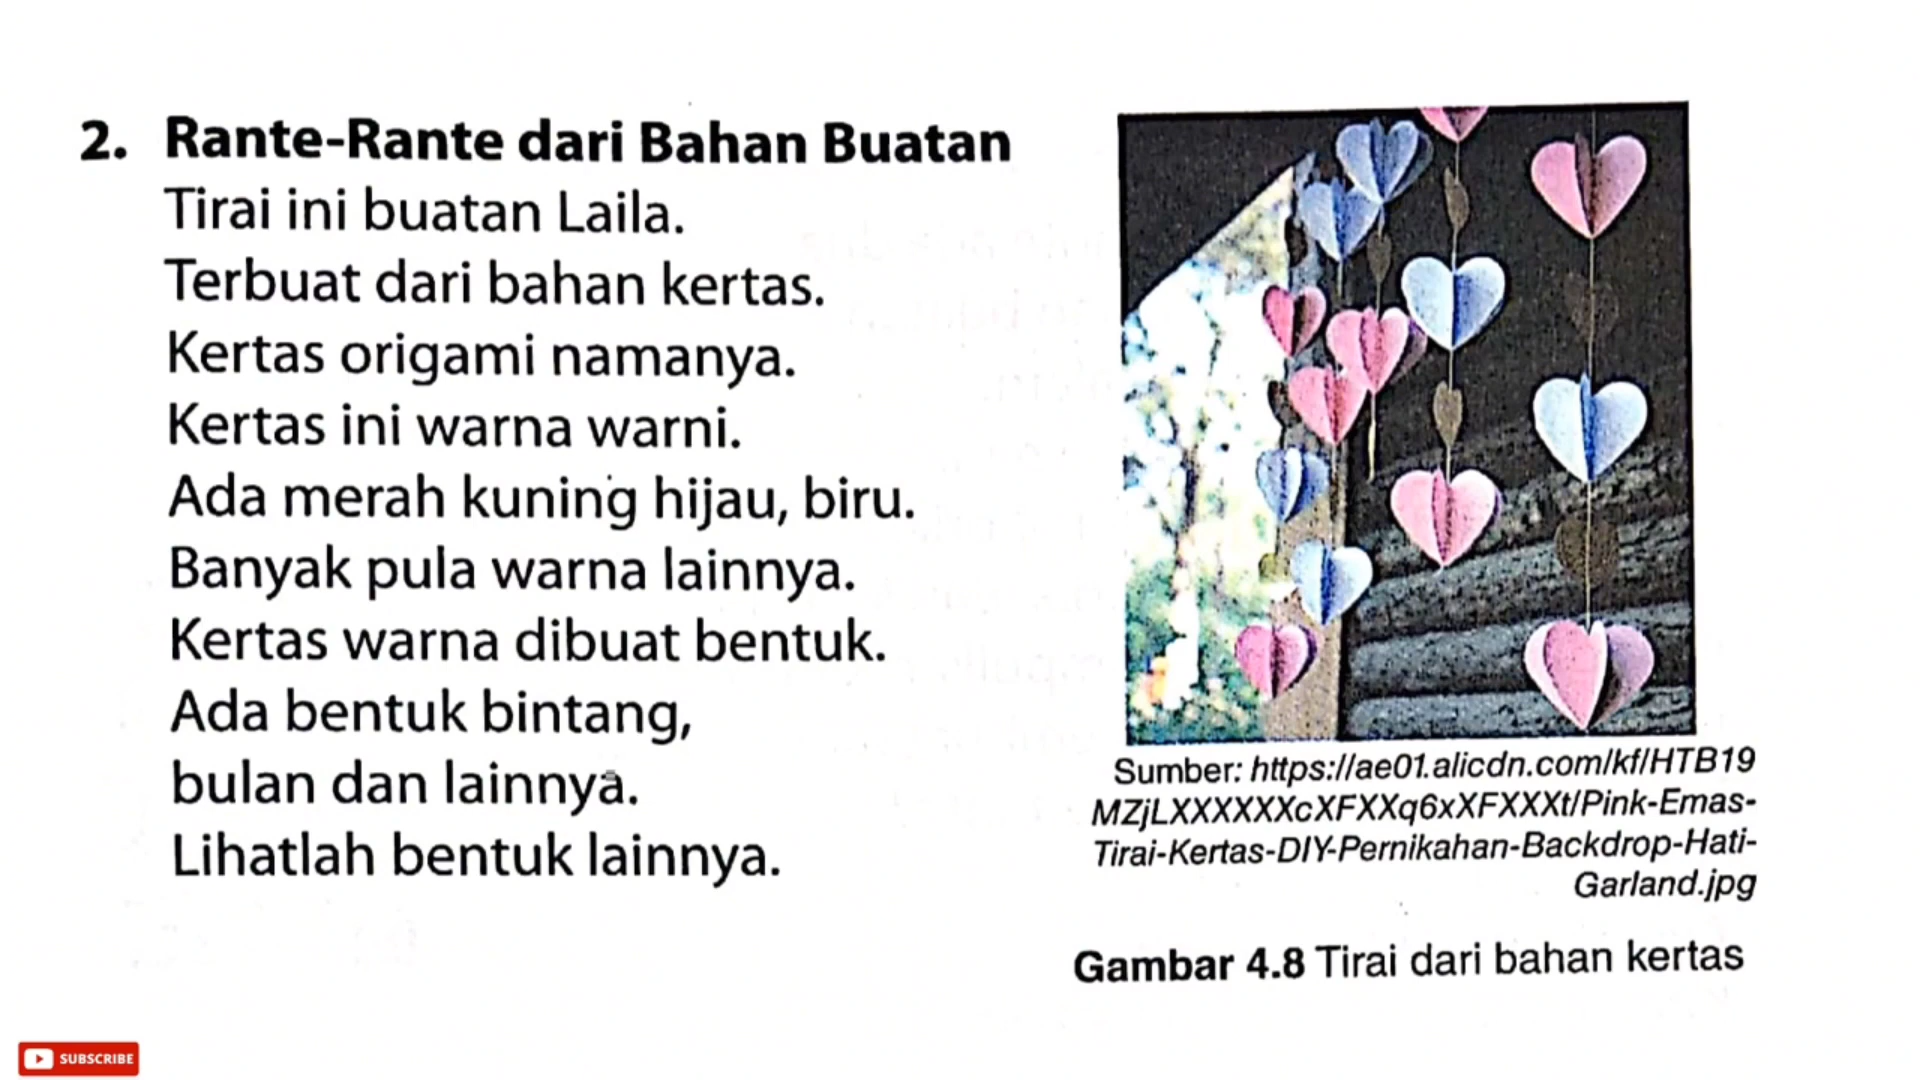 2. Rante-Rante dari Bahan Buatan
Tirai ini buatan Laila.
Terbuat dari bahan kertas.
Kertas origami namanya.
Kertas ini warna warni.
Ada merah kuning hijau, biru.
Banyak pula warna lainnya.
Kertas warna dibuat bentuk.
Ada bentuk bintang,
bulan dan lainnya.
Lihatlah bentuk lainnya.
Sumber: https://ae01.alicdn.com/kf/HTB19
MZjLXXXXXXcXFXXq6xXFXXXt/Pink-Emas-
Tirai-Kertas-DIY-Pernikahan-Backdrop-Hati-
Garland.jpg
Gambar 4.8 Tirai dari bahan kertas
SUBSCRIBE